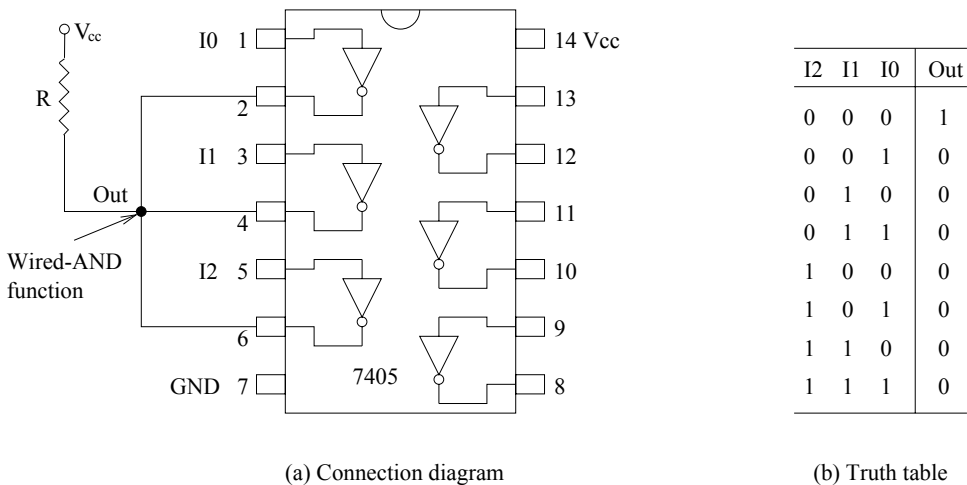 Vcc
R
Out
Wired-AND
function
I0 1
2
I1 3
4
I2 5
6
GND 7
14 Vcc
13
12
11
10
9
8
7405
(a) Connection diagram
I2 I1 I0 Out
0 0 0 1
0 0 1 0
0 1 0 0
0 1 1 0
1 0 0 0
1 0 1 0
1 1 0 0
1 1 1 0
(b) Truth table